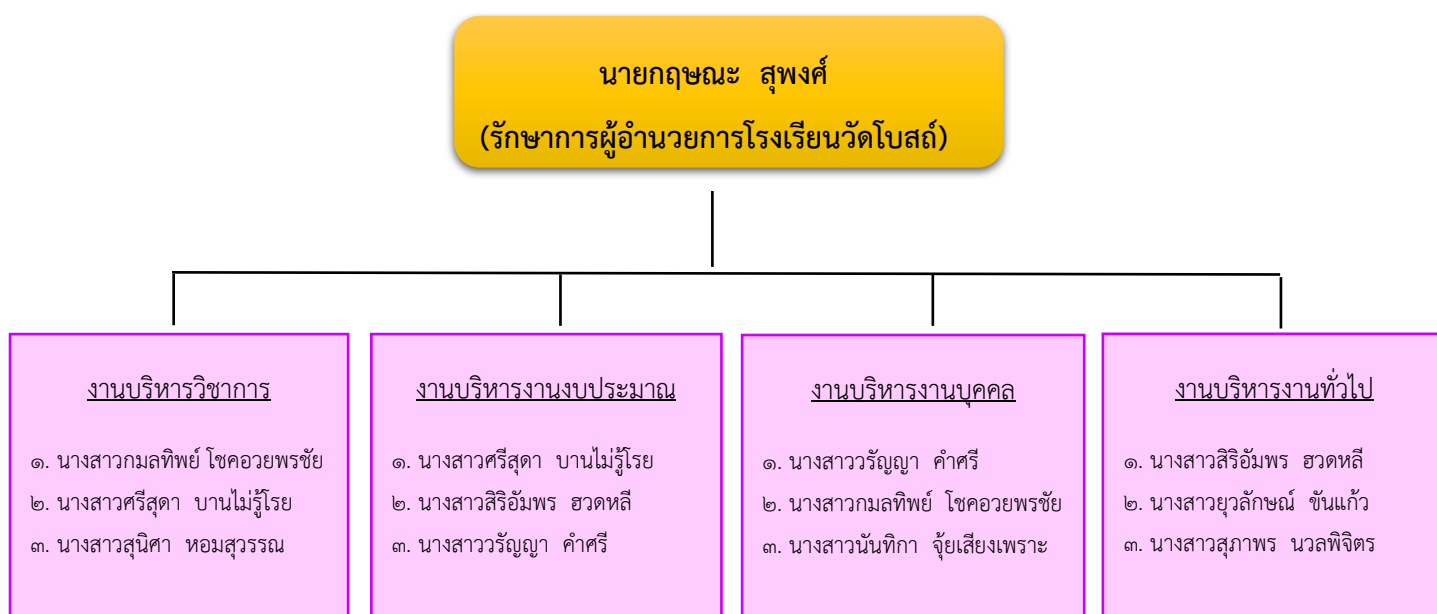 นายกฤษณะ สุพงศ์
(รักษาการผู้อำนวยการโรงเรียนวัดโบสถ์)
งานบริหารวิชาการ
๑. นางสาวกมลทิพย์ โชคอวยพรชัย
๒. นางสาวศรีสุดา บานไม่รู้โรย
๓. นางสาวสุนิศา หอมสุวรรณ
งานบริหารงานงบประมาณ
๑. นางสาวศรีสุดา บานไม่รู้โรย
๒. นางสาวสิริอัมพร ฮวดหลี
๓. นางสาววรัญญา คำศรี
งานบริหารงานบุคคล
๑. นางสาววรัญญา คำศรี
๒. นางสาวกมลทิพย์ โชคอวยพรชัย
๓. นางสาวนันทิกา จุ้ยเสียงเพราะ
งานบริหารงานทั่วไป
๑. นางสาวสิริอัมพร ฮวดหลี
๒. นางสาวยุวลักษณ์ ขันแก้ว
๓. นางสาวสุภาพร นวลพิจิตร